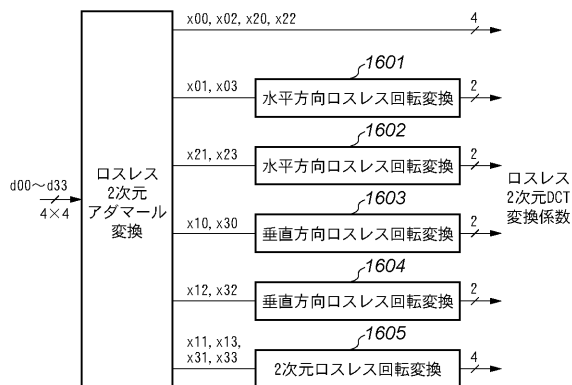 x00, x02, x20, x22
4
1601
x01, x03
水平方向ロスレス回転変換
2
1602
x21, x23
水平方向ロスレス回転変換
2
d00～d33
4×4
ロスレス
2次元
アダマール
変換
ロスレス
2次元DCT
変換係数
1603
x10, x30
垂直方向ロスレス回転変換
2
1604
x12, x32
垂直方向ロスレス回転変換
2
1605
x11, x13,
x31, x33
2次元ロスレス回転変換
4